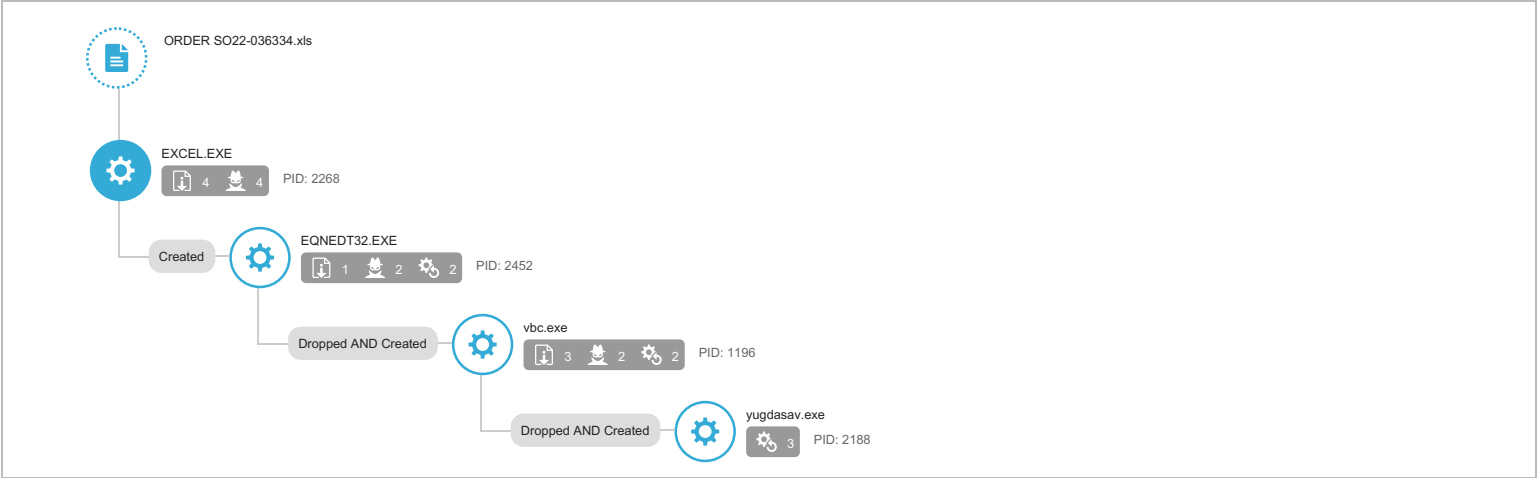 ORDER SO22-036334.xls
EXCEL.EXE
4 4 PID: 2268
Created
EQNEDT32.EXE
1 2 2 PID: 2452
Dropped AND Created
vbc.exe
3 2 2 PID: 1196
Dropped AND Created
yugdasav.exe
3 PID: 2188